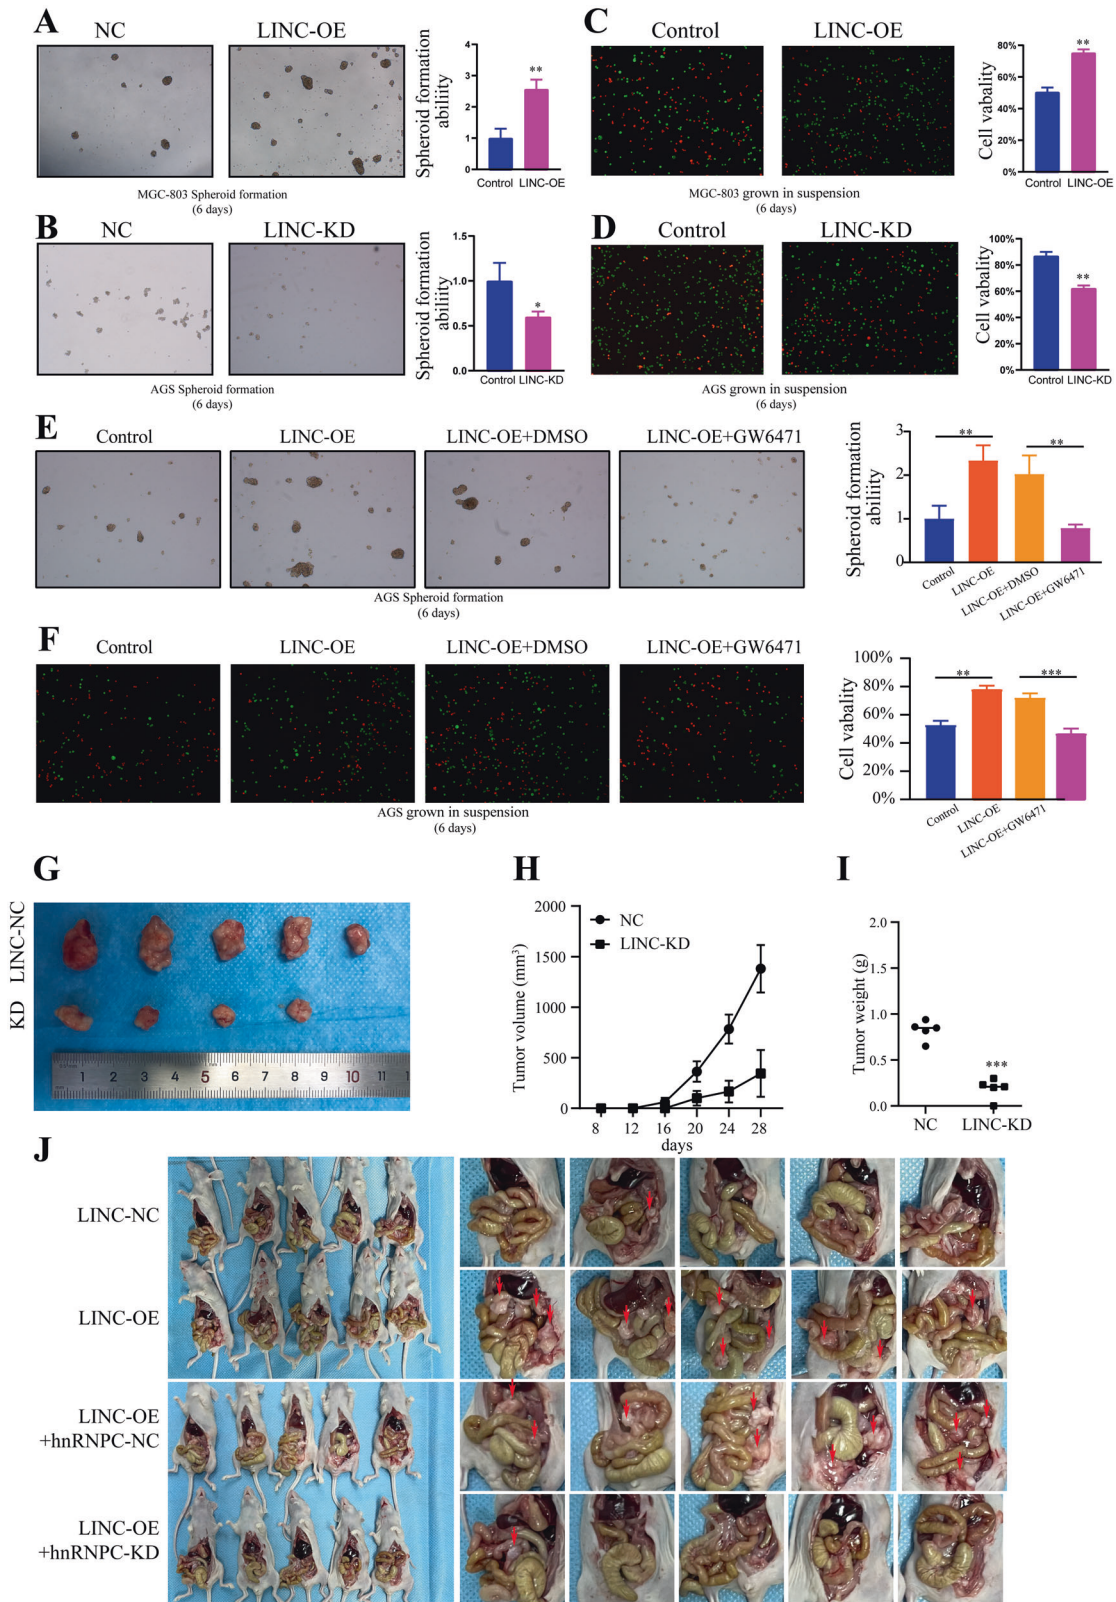 A
NC
LINC-OE
MGC-803 Spheroid formation
(6 days)
Spheroid formation
abiliity
4
3
2
1
0
**
Control LINC-OE
C
Control
LINC-OE
MGC-803 grown in suspension
(6 days)
Cell vabality
80%
60%
40%
20%
0%
**
Control LINC-OE
B
NC
LINC-KD
AGS Spheroid formation
(6 days)
Spheroid formation
abiliity
1.5
1.0
0.5
0.0
*
Control LINC-KD
D
Control
LINC-KD
AGS grown in suspension
(6 days)
Cell vabality
100%
80%
60%
40%
20%
0%
**
Control LINC-KD
E
Control
LINC-OE
LINC-OE+DMSO
LINC-OE+GW6471
AGS Spheroid formation
(6 days)
Spheroid formation
abiliity
3
2
1
0
**
**
Control
LINC-OE
LINC-OE+DMSO
LINC-OE+GW6471
F
Control
LINC-OE
LINC-OE+DMSO
LINC-OE+GW6471
AGS grown in suspension
(6 days)
Cell vabality
100%
80%
60%
40%
20%
0%
**
***
Control
LINC-OE
LINC-OE+GW6471
G
LINC-NC
KD
1 2 3 4 5 6 7 8 9 10 11 1
H
Tumor volume (mm³)
2000
1500
1000
500
0
NC
LINC-KD
8 12 16 20 24 28
days
I
Tumor weight (g)
2.0
1.5
1.0
0.5
0.0
***
NC LINC-KD
J
LINC-NC
LINC-OE
LINC-OE
+hnRNPC-NC
LINC-OE
+hnRNPC-KD